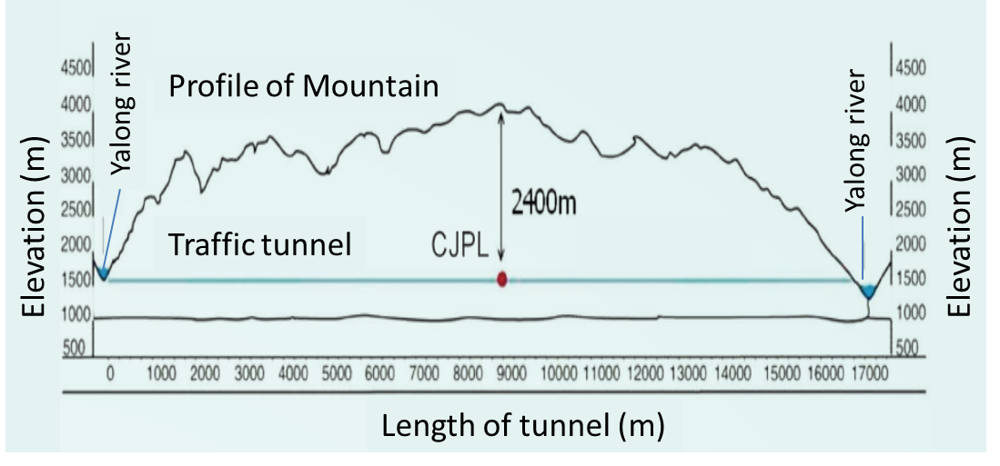 Profile of Mountain
Yalong river
Yalong river
Traffic tunnel
CJPL
2400m
Elevation (m)
4500
4000
3500
3000
2500
2000
1500
1000
500
4500
4000
3500
3000
2500
2000
1500
1000
500
Elevation (m)
0 1000 2000 3000 4000 5000 6000 7000 8000 9000 10000 11000 12000 13000 14000 15000 16000 17000
Length of tunnel (m)